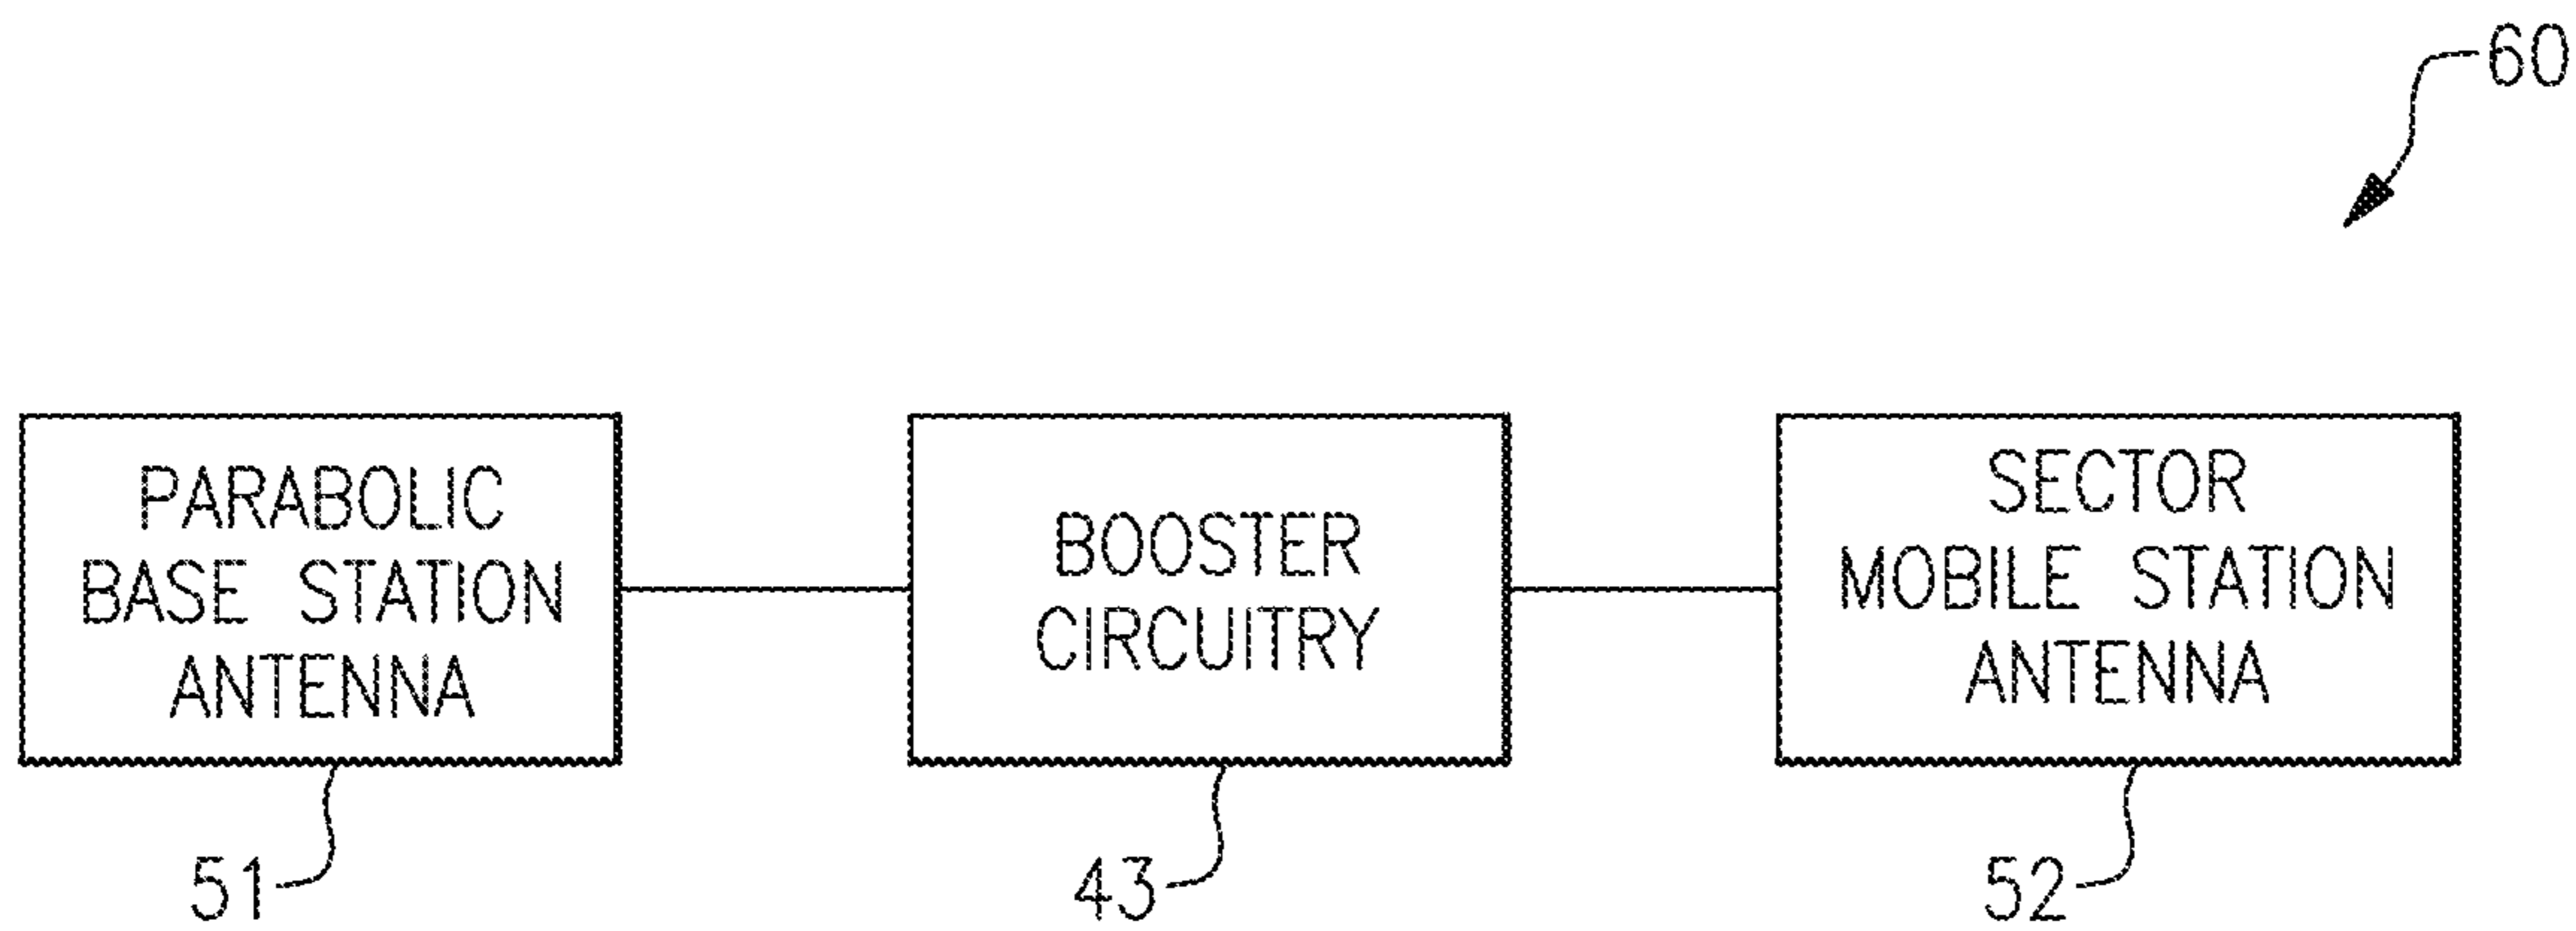 60
PARABOLIC
BASE STATION
ANTENNA
BOOSTER
CIRCUITRY
SECTOR
MOBILE STATION
ANTENNA
51
43
52